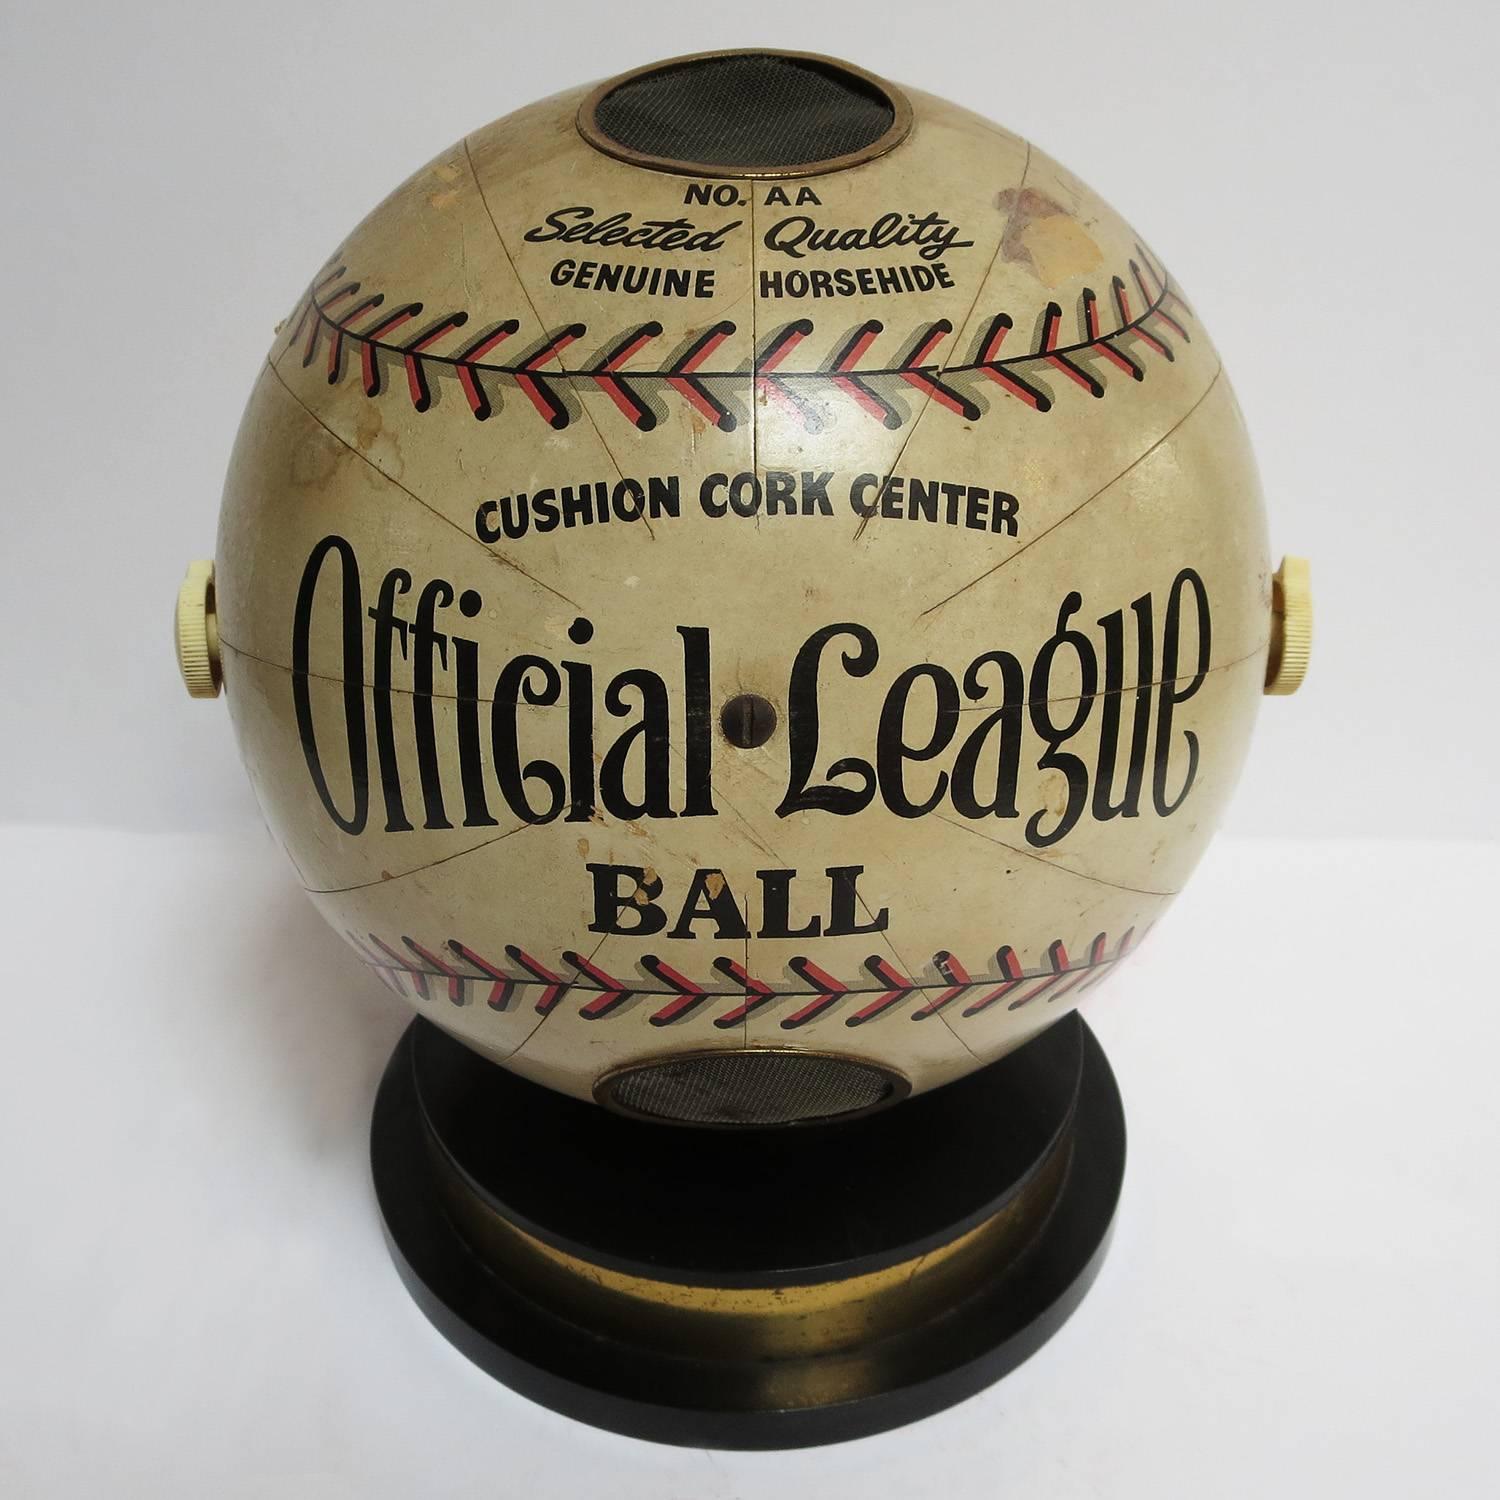 NO. AA
Selected Quality
GENUINE HORSEHIDE
CUSHION CORK CENTER
Official League
BALL